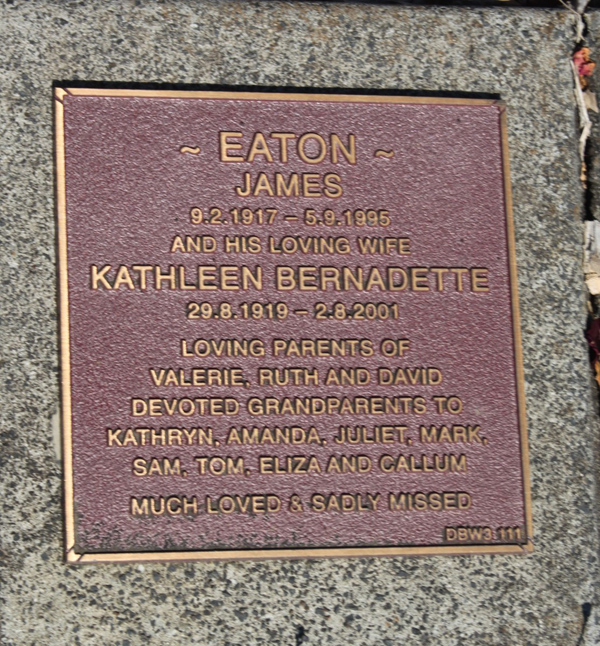 ~ EATON ~
JAMES
9.2.1917 – 5.9.1995
AND HIS LOVING WIFE
KATHLEEN BERNADETTE
29.8.1919 – 2.8.2001
LOVING PARENTS OF
VALERIE, RUTH AND DAVID
DEVOTED GRANDPARENTS TO
KATHRYN, AMANDA, JULIET, MARK,
SAM, TOM, ELIZA AND CALLUM
MUCH LOVED & SADLY MISSED
DBW3.111